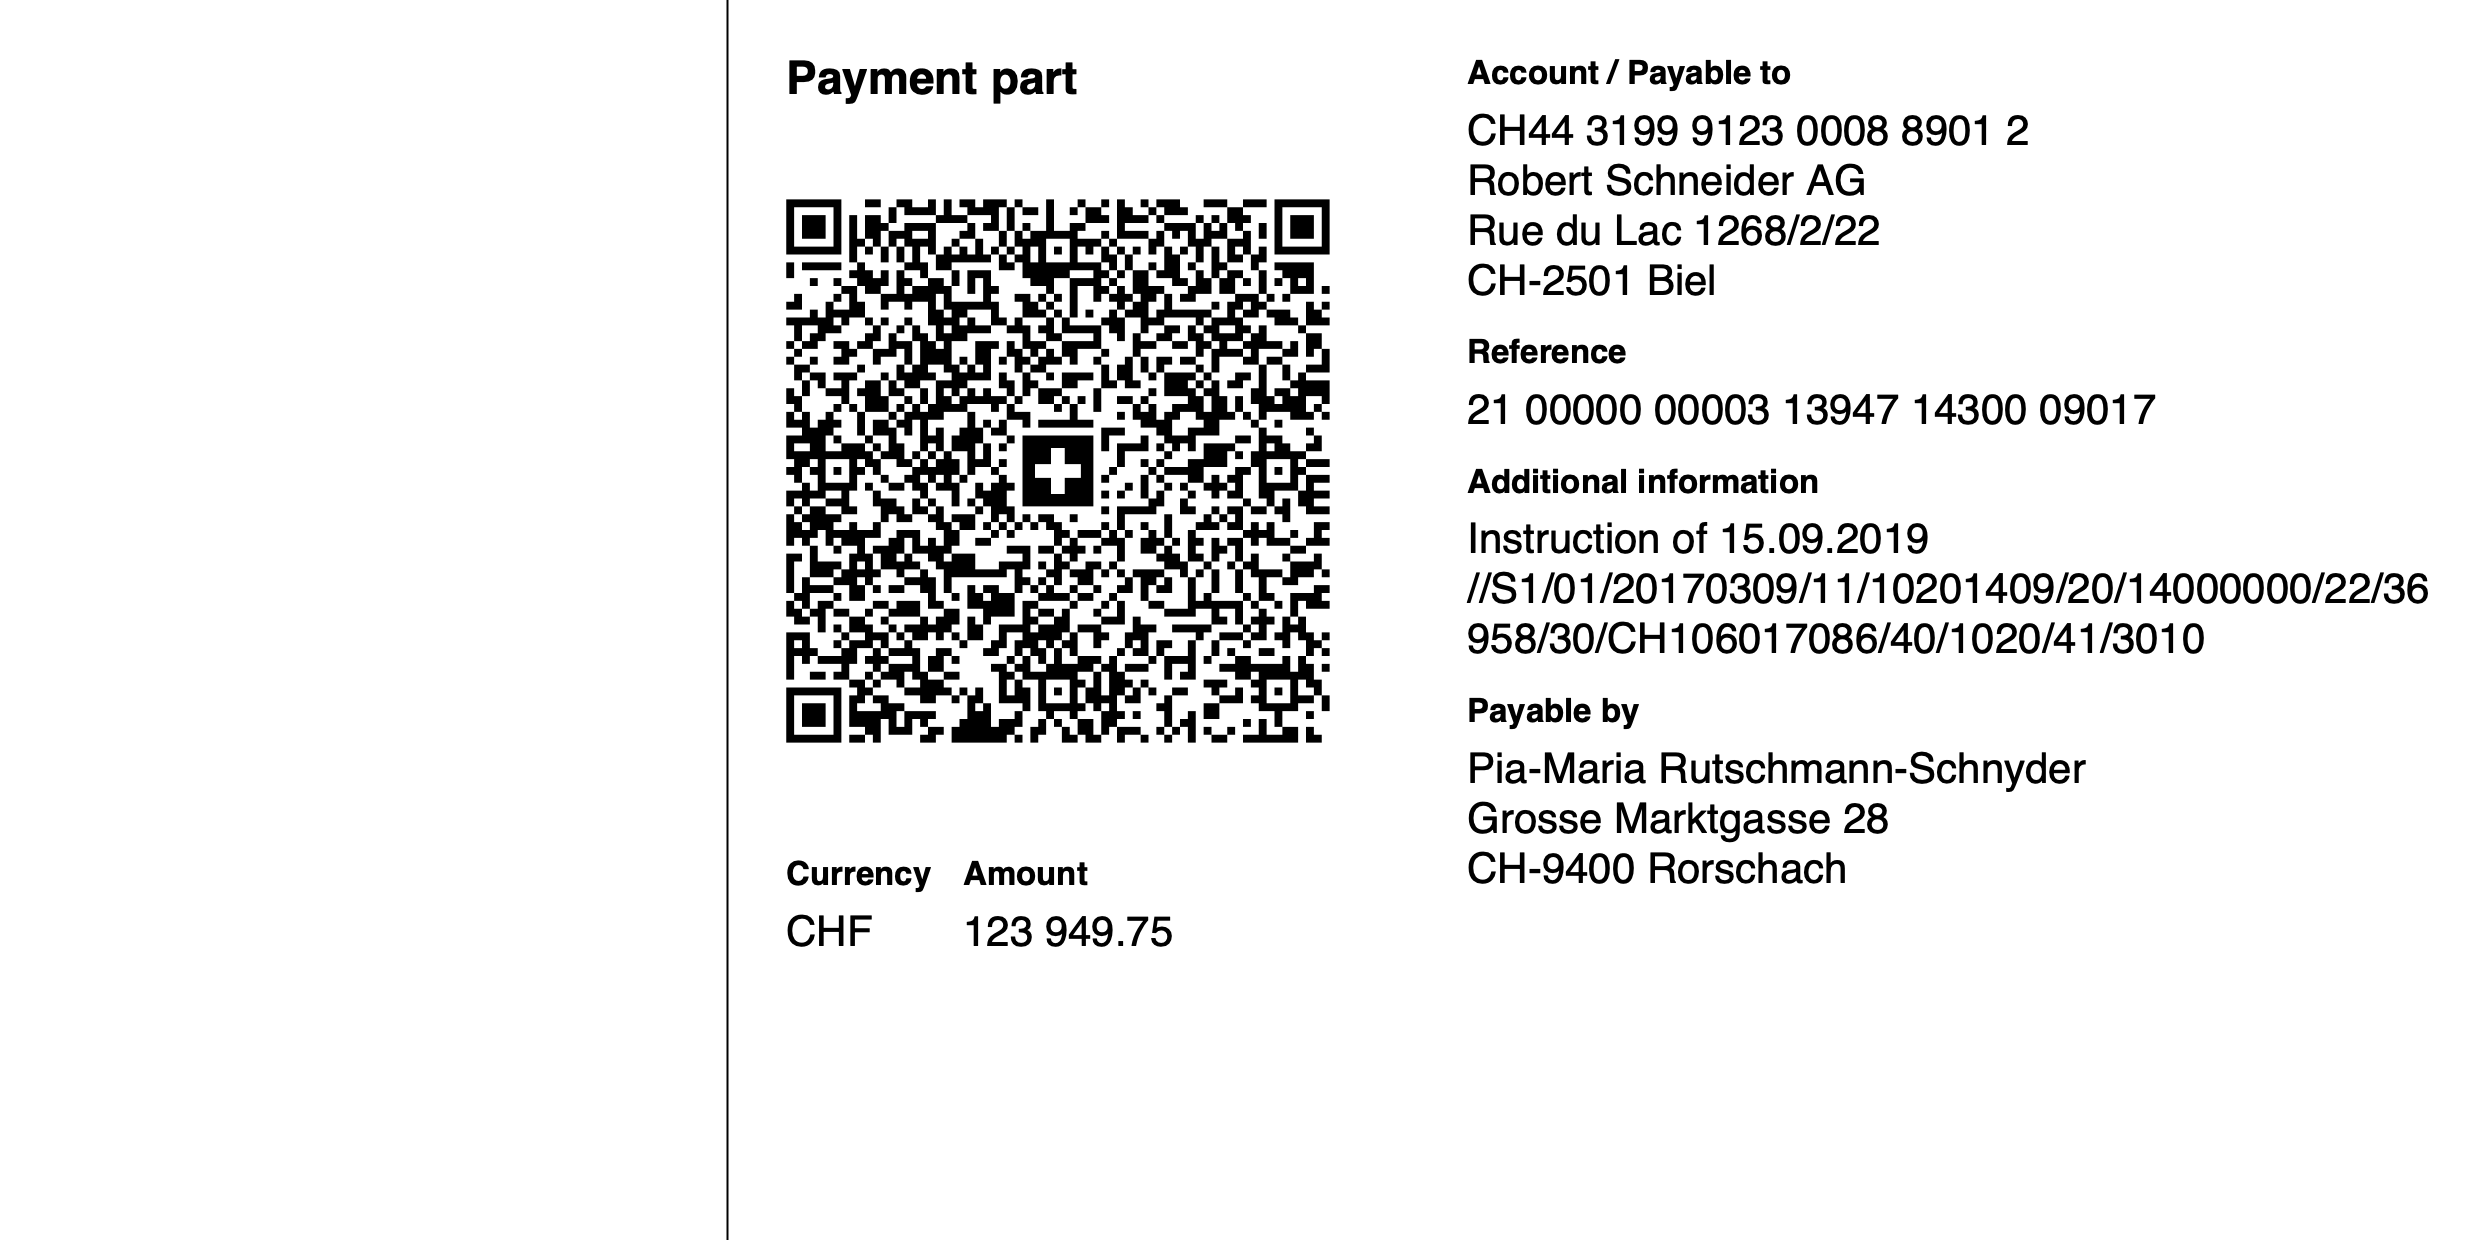 Payment part
Currency Amount
CHF 123 949.75
Account / Payable to
CH44 3199 9123 0008 8901 2
Robert Schneider AG
Rue du Lac 1268/2/22
CH-2501 Biel
Reference
21 00000 00003 13947 14300 09017
Additional information
Instruction of 15.09.2019
//S1/01/20170309/11/10201409/20/14000000/22/36
958/30/CH106017086/40/1020/41/3010
Payable by
Pia-Maria Rutschmann-Schnyder
Grosse Marktgasse 28
CH-9400 Rorschach